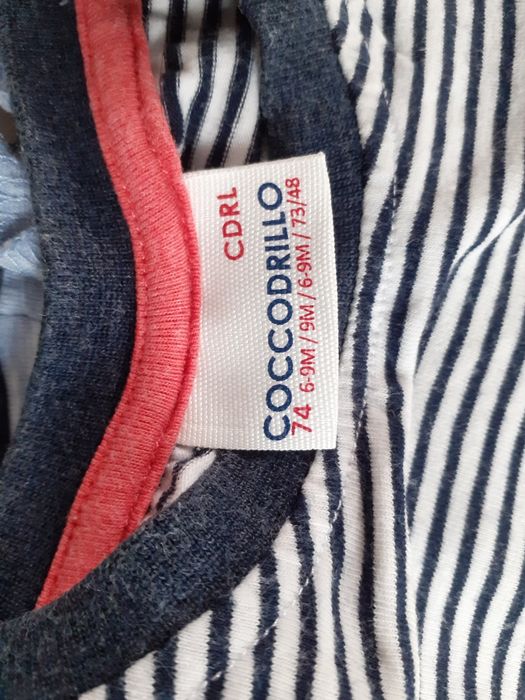 CDRL
COCCODRILLO
74 6-9M / 9M / 6-9M / 73/48